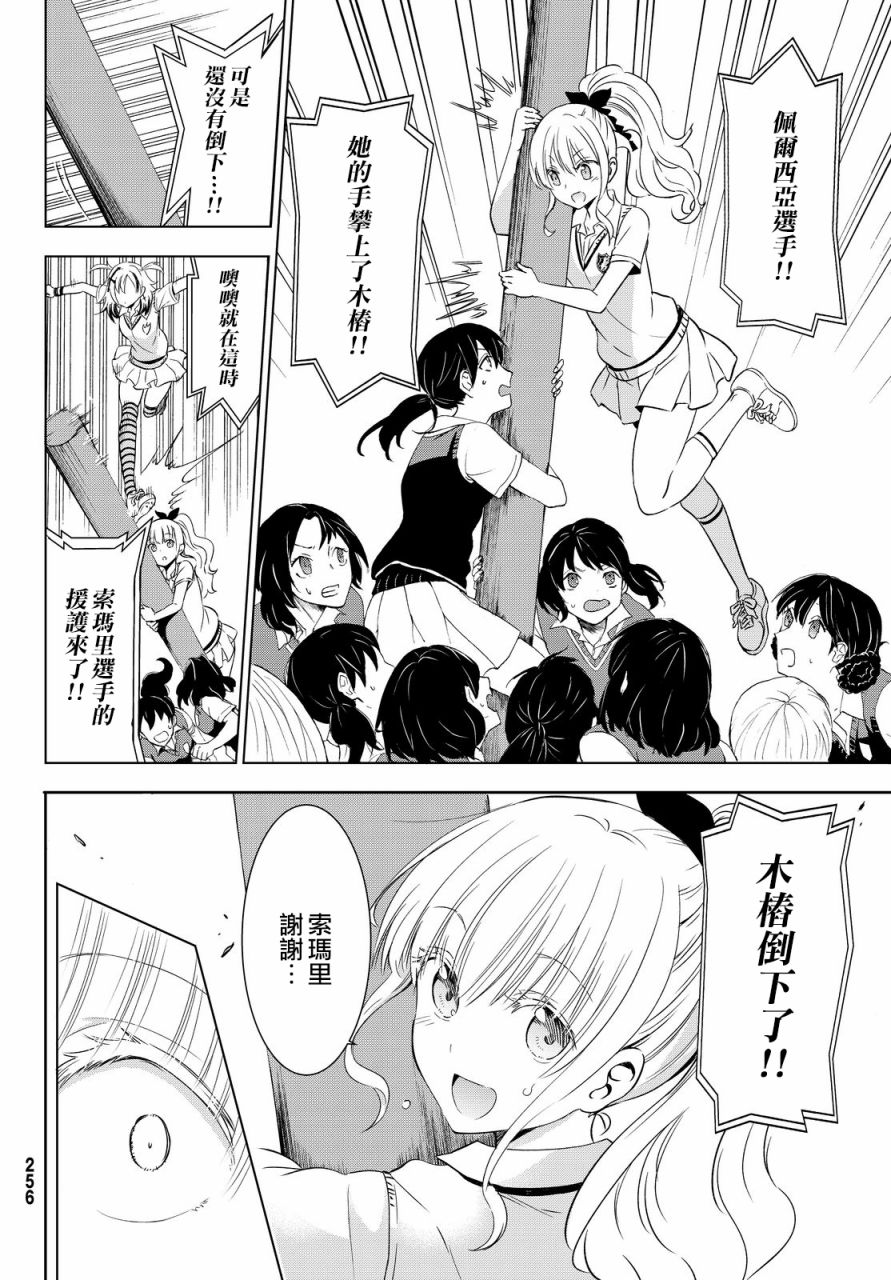 佩爾西亞選手!!
她的手攀上了木樁!!
可是
還沒有倒下…!!
噢噢就在這時
索瑪里選手的
援護來了!!
木樁倒下了!!
索瑪里
謝謝…
256